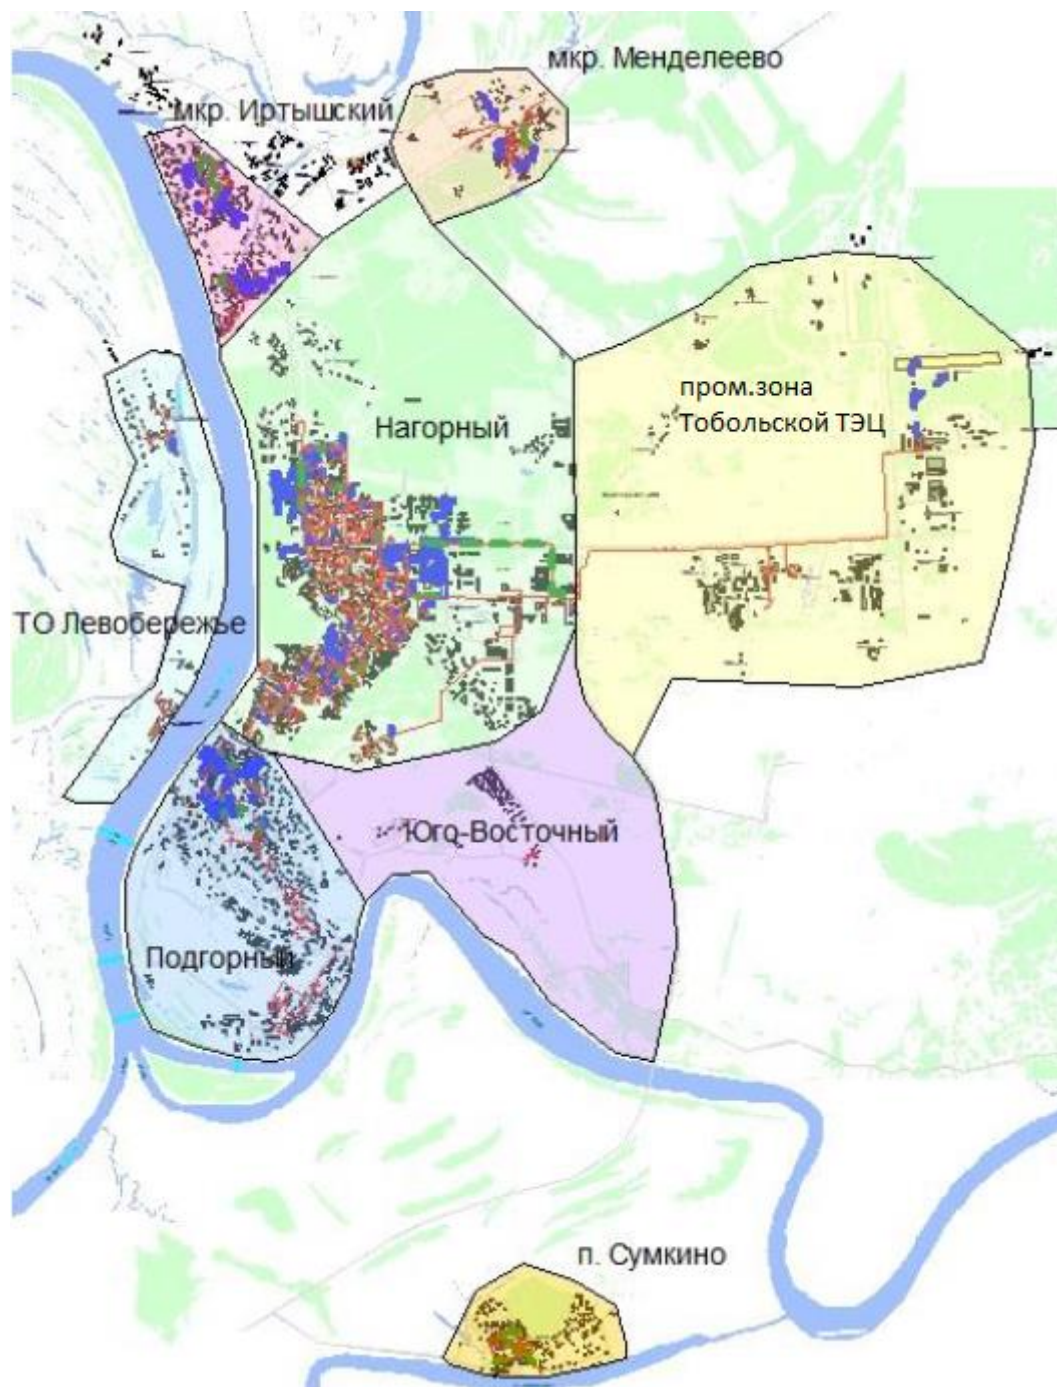 мкр. Менделеево
мкр. Иртышский
пром.зона
Тобольской ТЭЦ
Нагорный
ТО Левобережье
Юго-Восточный
Подгорный
п. Сумкино